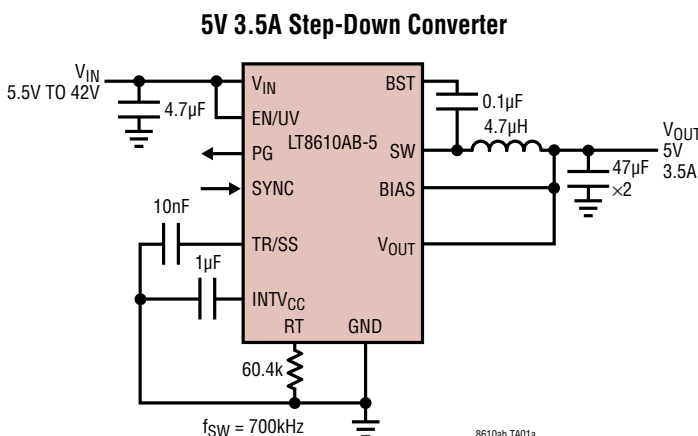 5V 3.5A Step-Down Converter
VIN
5.5V TO 42V
4.7µF
VIN
EN/UV
PG
SYNC
TR/SS
INTVCC
RT
GND
LT8610AB-5
BST
SW
BIAS
VOUT
0.1µF
4.7µH
VOUT
5V
3.5A
47µF
×2
10nF
1µF
60.4k
fSW = 700kHz
8610ab TA01a